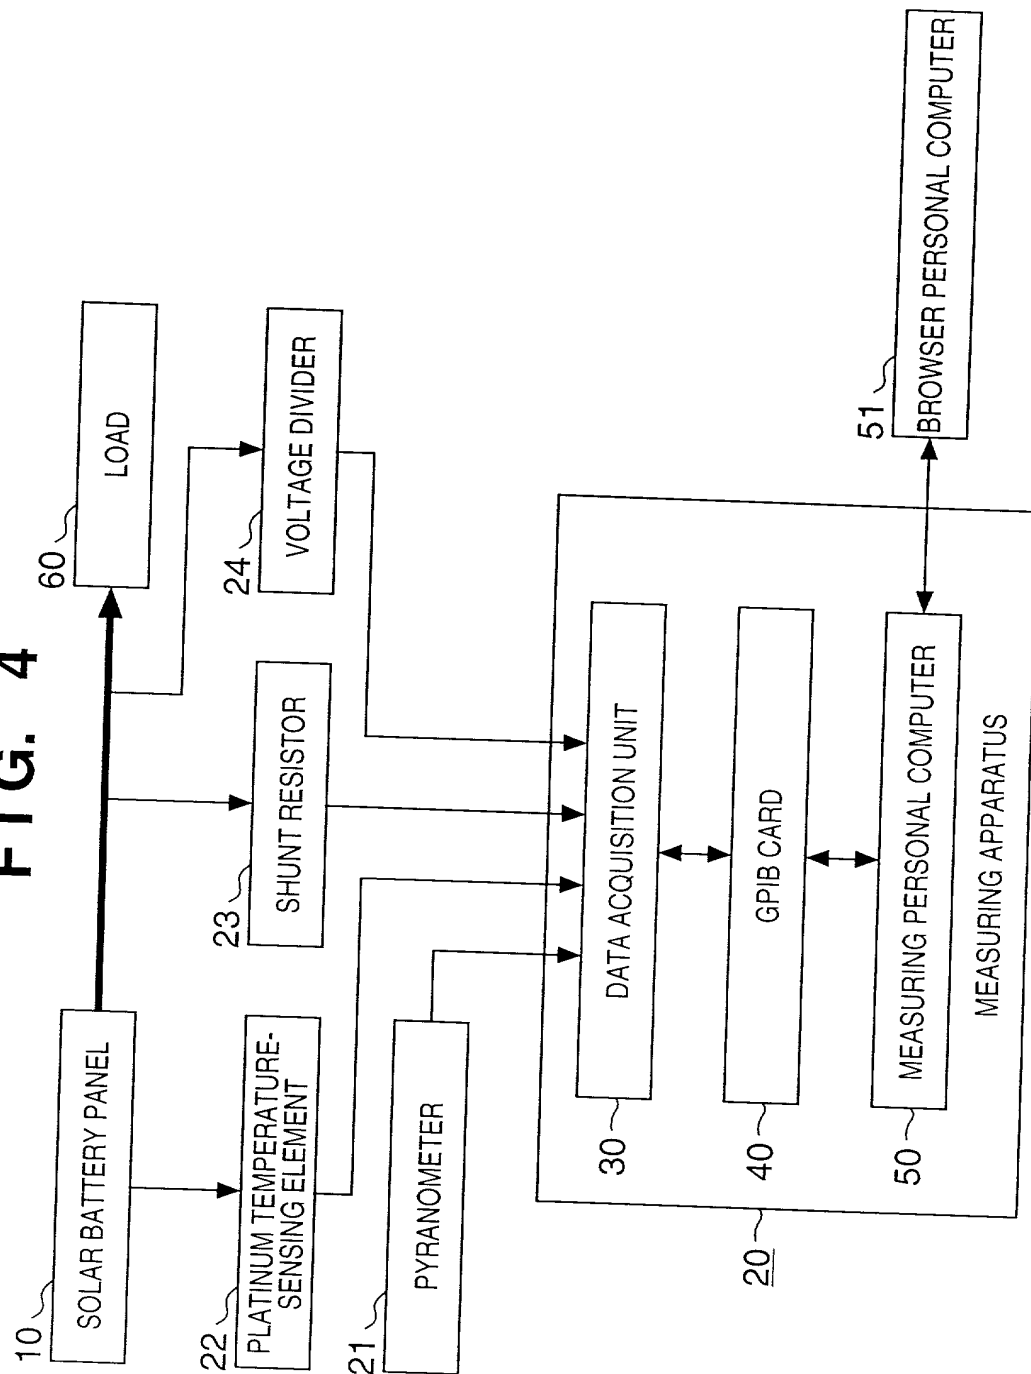 FIG. 4
10
SOLAR BATTERY PANEL
60
LOAD
22
PLATINUM TEMPERATURE-
SENSING ELEMENT
23
SHUNT RESISTOR
24
VOLTAGE DIVIDER
21
PYRANOMETER
30
DATA ACQUISITION UNIT
40
GPIB CARD
50
MEASURING PERSONAL COMPUTER
51
BROWSER PERSONAL COMPUTER
20
MEASURING APPARATUS